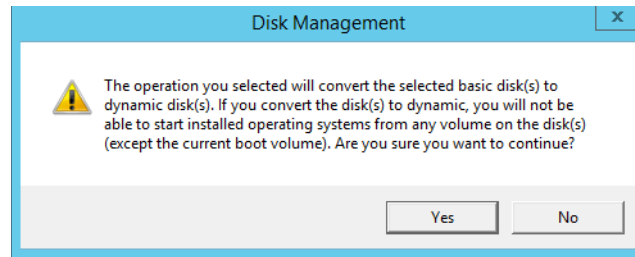 Disk Management
x
The operation you selected will convert the selected basic disk(s) to
dynamic disk(s). If you convert the disk(s) to dynamic, you will not be
able to start installed operating systems from any volume on the disk(s)
(except the current boot volume). Are you sure you want to continue?
Yes No